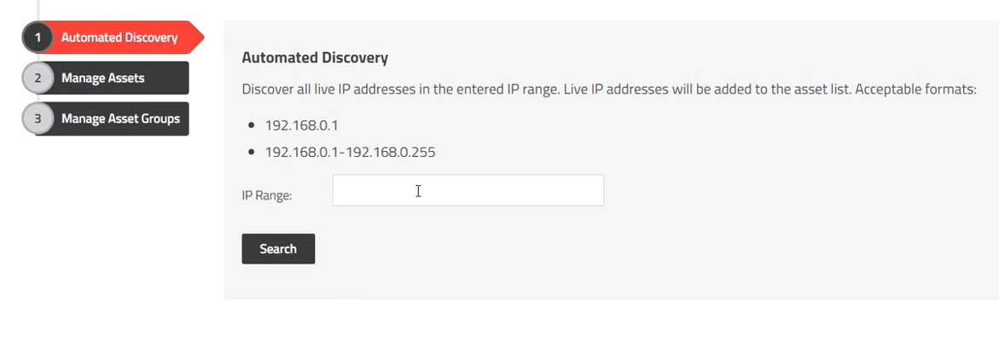 1 Automated Discovery
2 Manage Assets
3 Manage Asset Groups
Automated Discovery
Discover all live IP addresses in the entered IP range. Live IP addresses will be added to the asset list. Acceptable formats:
192.168.0.1
192.168.0.1-192.168.0.255
IP Range:
Search